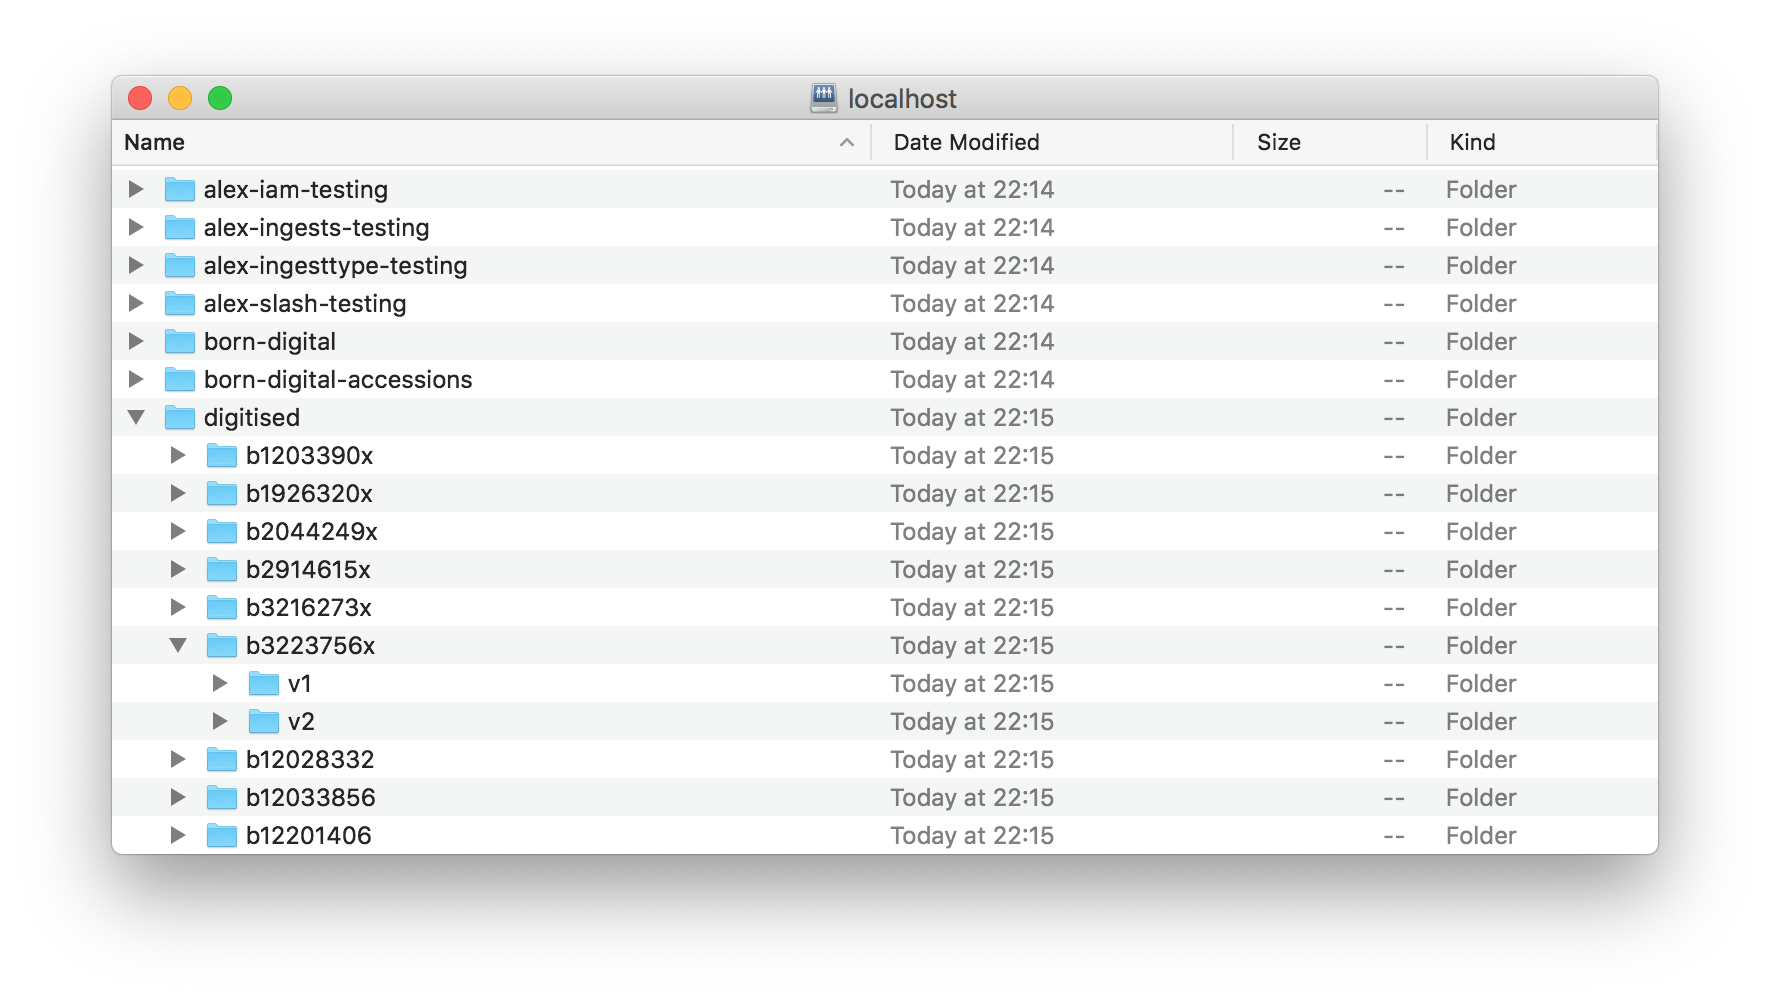 localhost
Name Date Modified Size Kind
alex-iam-testing Today at 22:14 -- Folder
alex-ingests-testing Today at 22:14 -- Folder
alex-ingesttype-testing Today at 22:14 -- Folder
alex-slash-testing Today at 22:14 -- Folder
born-digital Today at 22:14 -- Folder
born-digital-accessions Today at 22:14 -- Folder
digitised Today at 22:15 -- Folder
b1203390x Today at 22:15 -- Folder
b1926320x Today at 22:15 -- Folder
b2044249x Today at 22:15 -- Folder
b2914615x Today at 22:15 -- Folder
b3216273x Today at 22:15 -- Folder
b3223756x Today at 22:15 -- Folder
v1 Today at 22:15 -- Folder
v2 Today at 22:15 -- Folder
b12028332 Today at 22:15 -- Folder
b12033856 Today at 22:15 -- Folder
b12201406 Today at 22:15 -- Folder